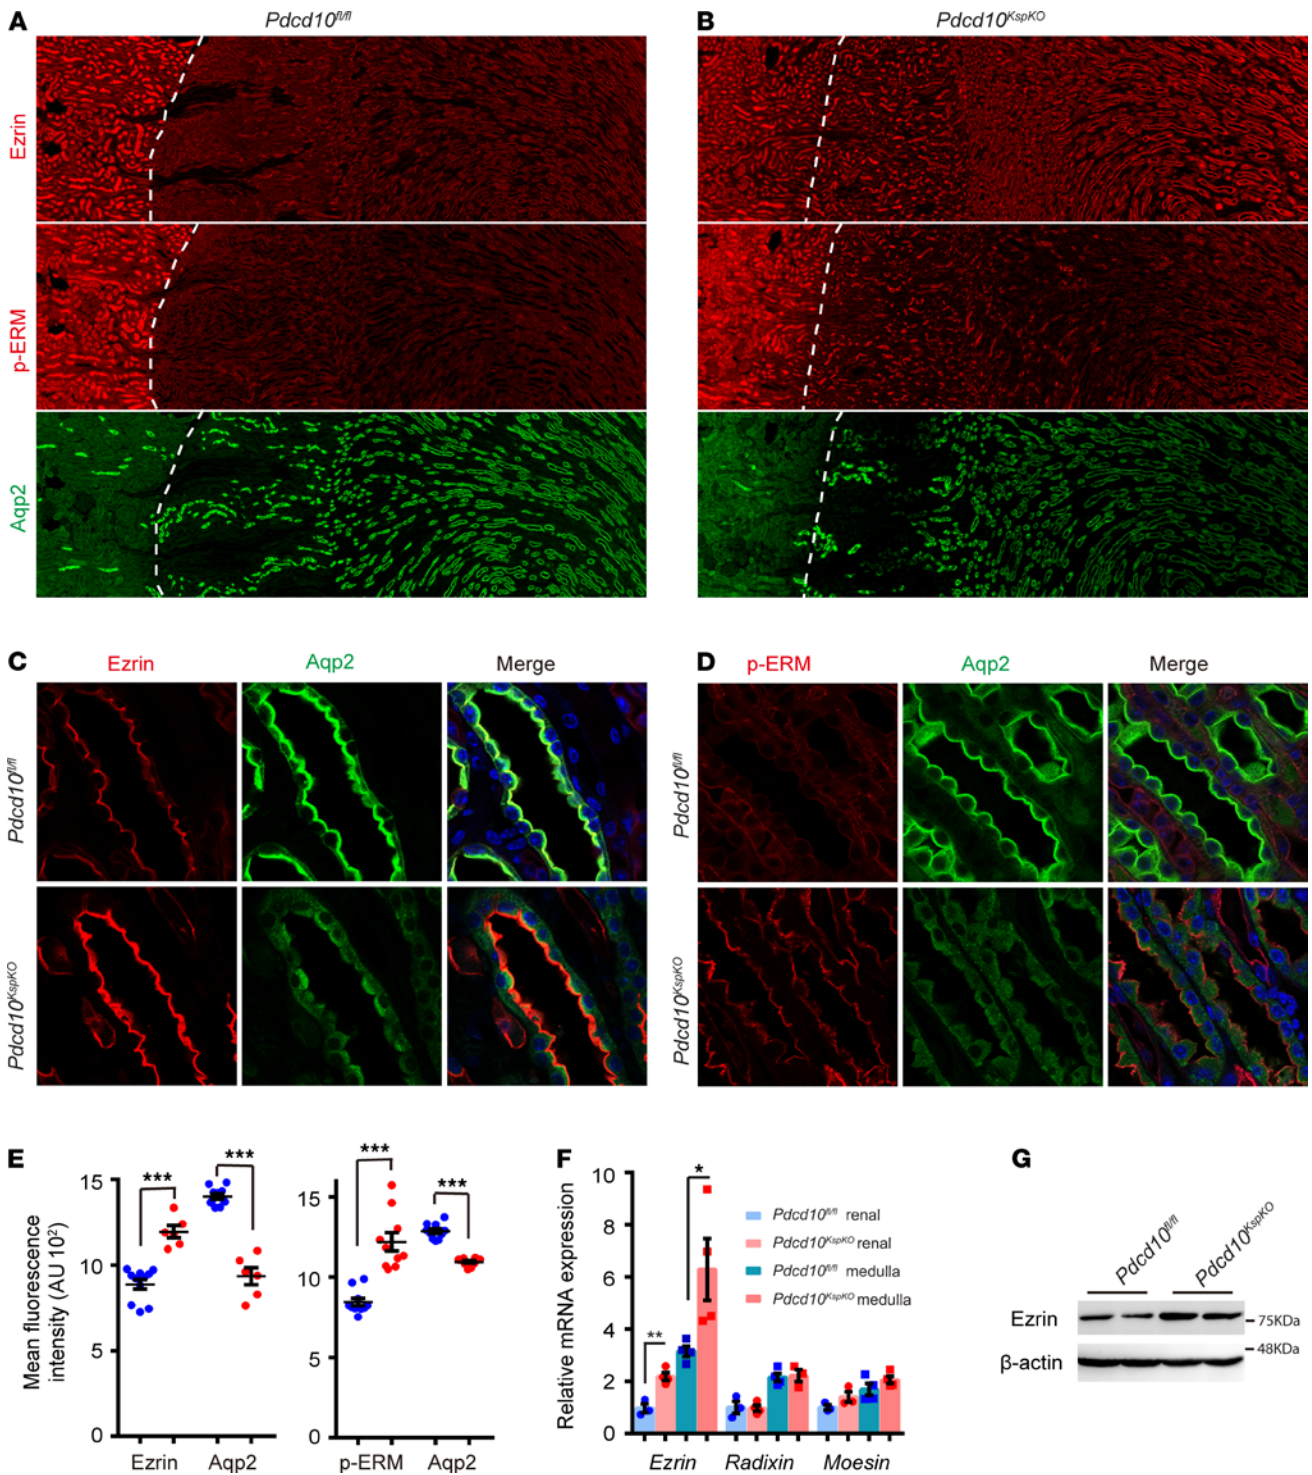 A
Pdcd10fl/fl
B
Pdcd10KspKO
Ezrin
p-ERM
Aqp2
C
Ezrin
Aqp2
Merge
D
p-ERM
Aqp2
Merge
Pdcd10fl/fl
Pdcd10KspKO
Pdcd10fl/fl
Pdcd10KspKO
E
Mean fluorescence
intensity (AU 10²)
15
10
5
0
***
***
Ezrin
Aqp2
15
10
5
0
***
***
p-ERM
Aqp2
F
Relative mRNA expression
10
8
6
4
2
0
**
*
Pdcd10fl/fl renal
Pdcd10KspKO renal
Pdcd10fl/fl medulla
Pdcd10KspKO medulla
Ezrin
Radixin
Moesin
G
Pdcd10fl/fl
Pdcd10KspKO
Ezrin
75KDa
48KDa
β-actin